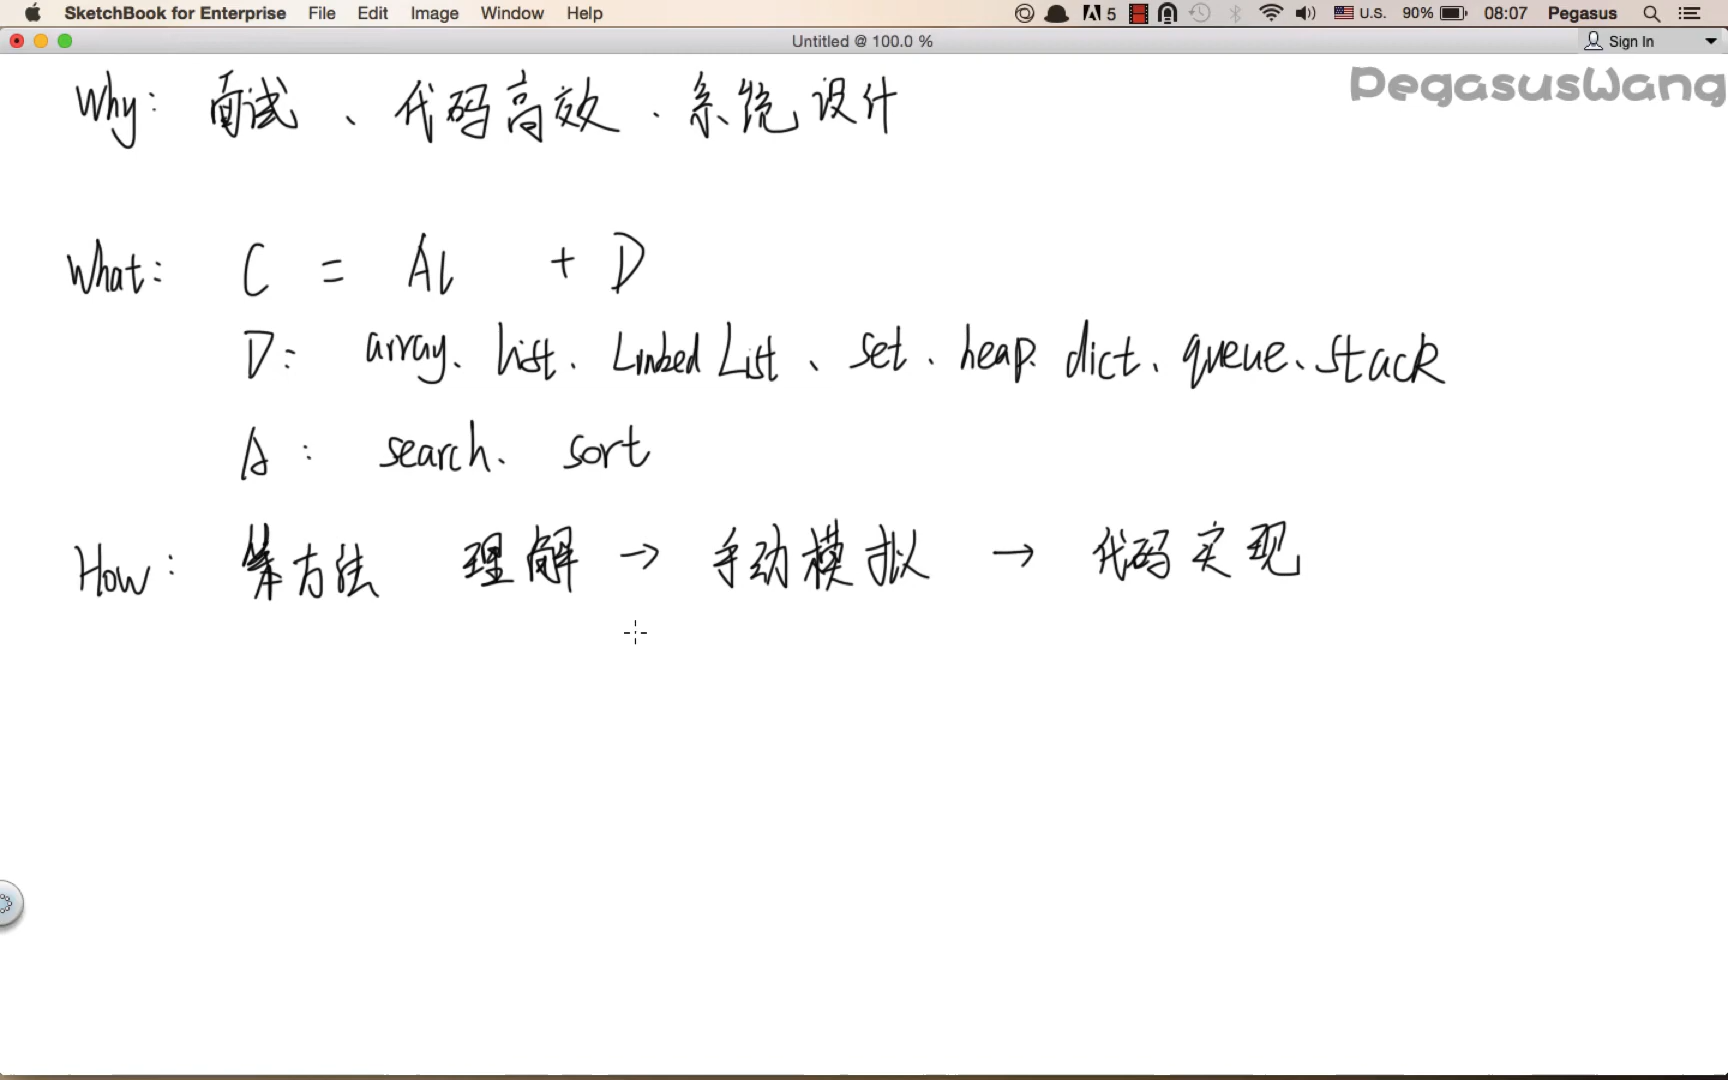 SketchBook for Enterprise File Edit Image Window Help 5 U.S. 90% 08:07 Pegasus
Untitled @ 100.0 % Sign In
PegasusWang
Why: 面试、代码高效.系统设计
What: C = AL + D
D: array. list. Linked List、set. heap. dict. queue、stack
A: search. sort
How: 笨方法 理解 → 手动模拟 → 代码实现